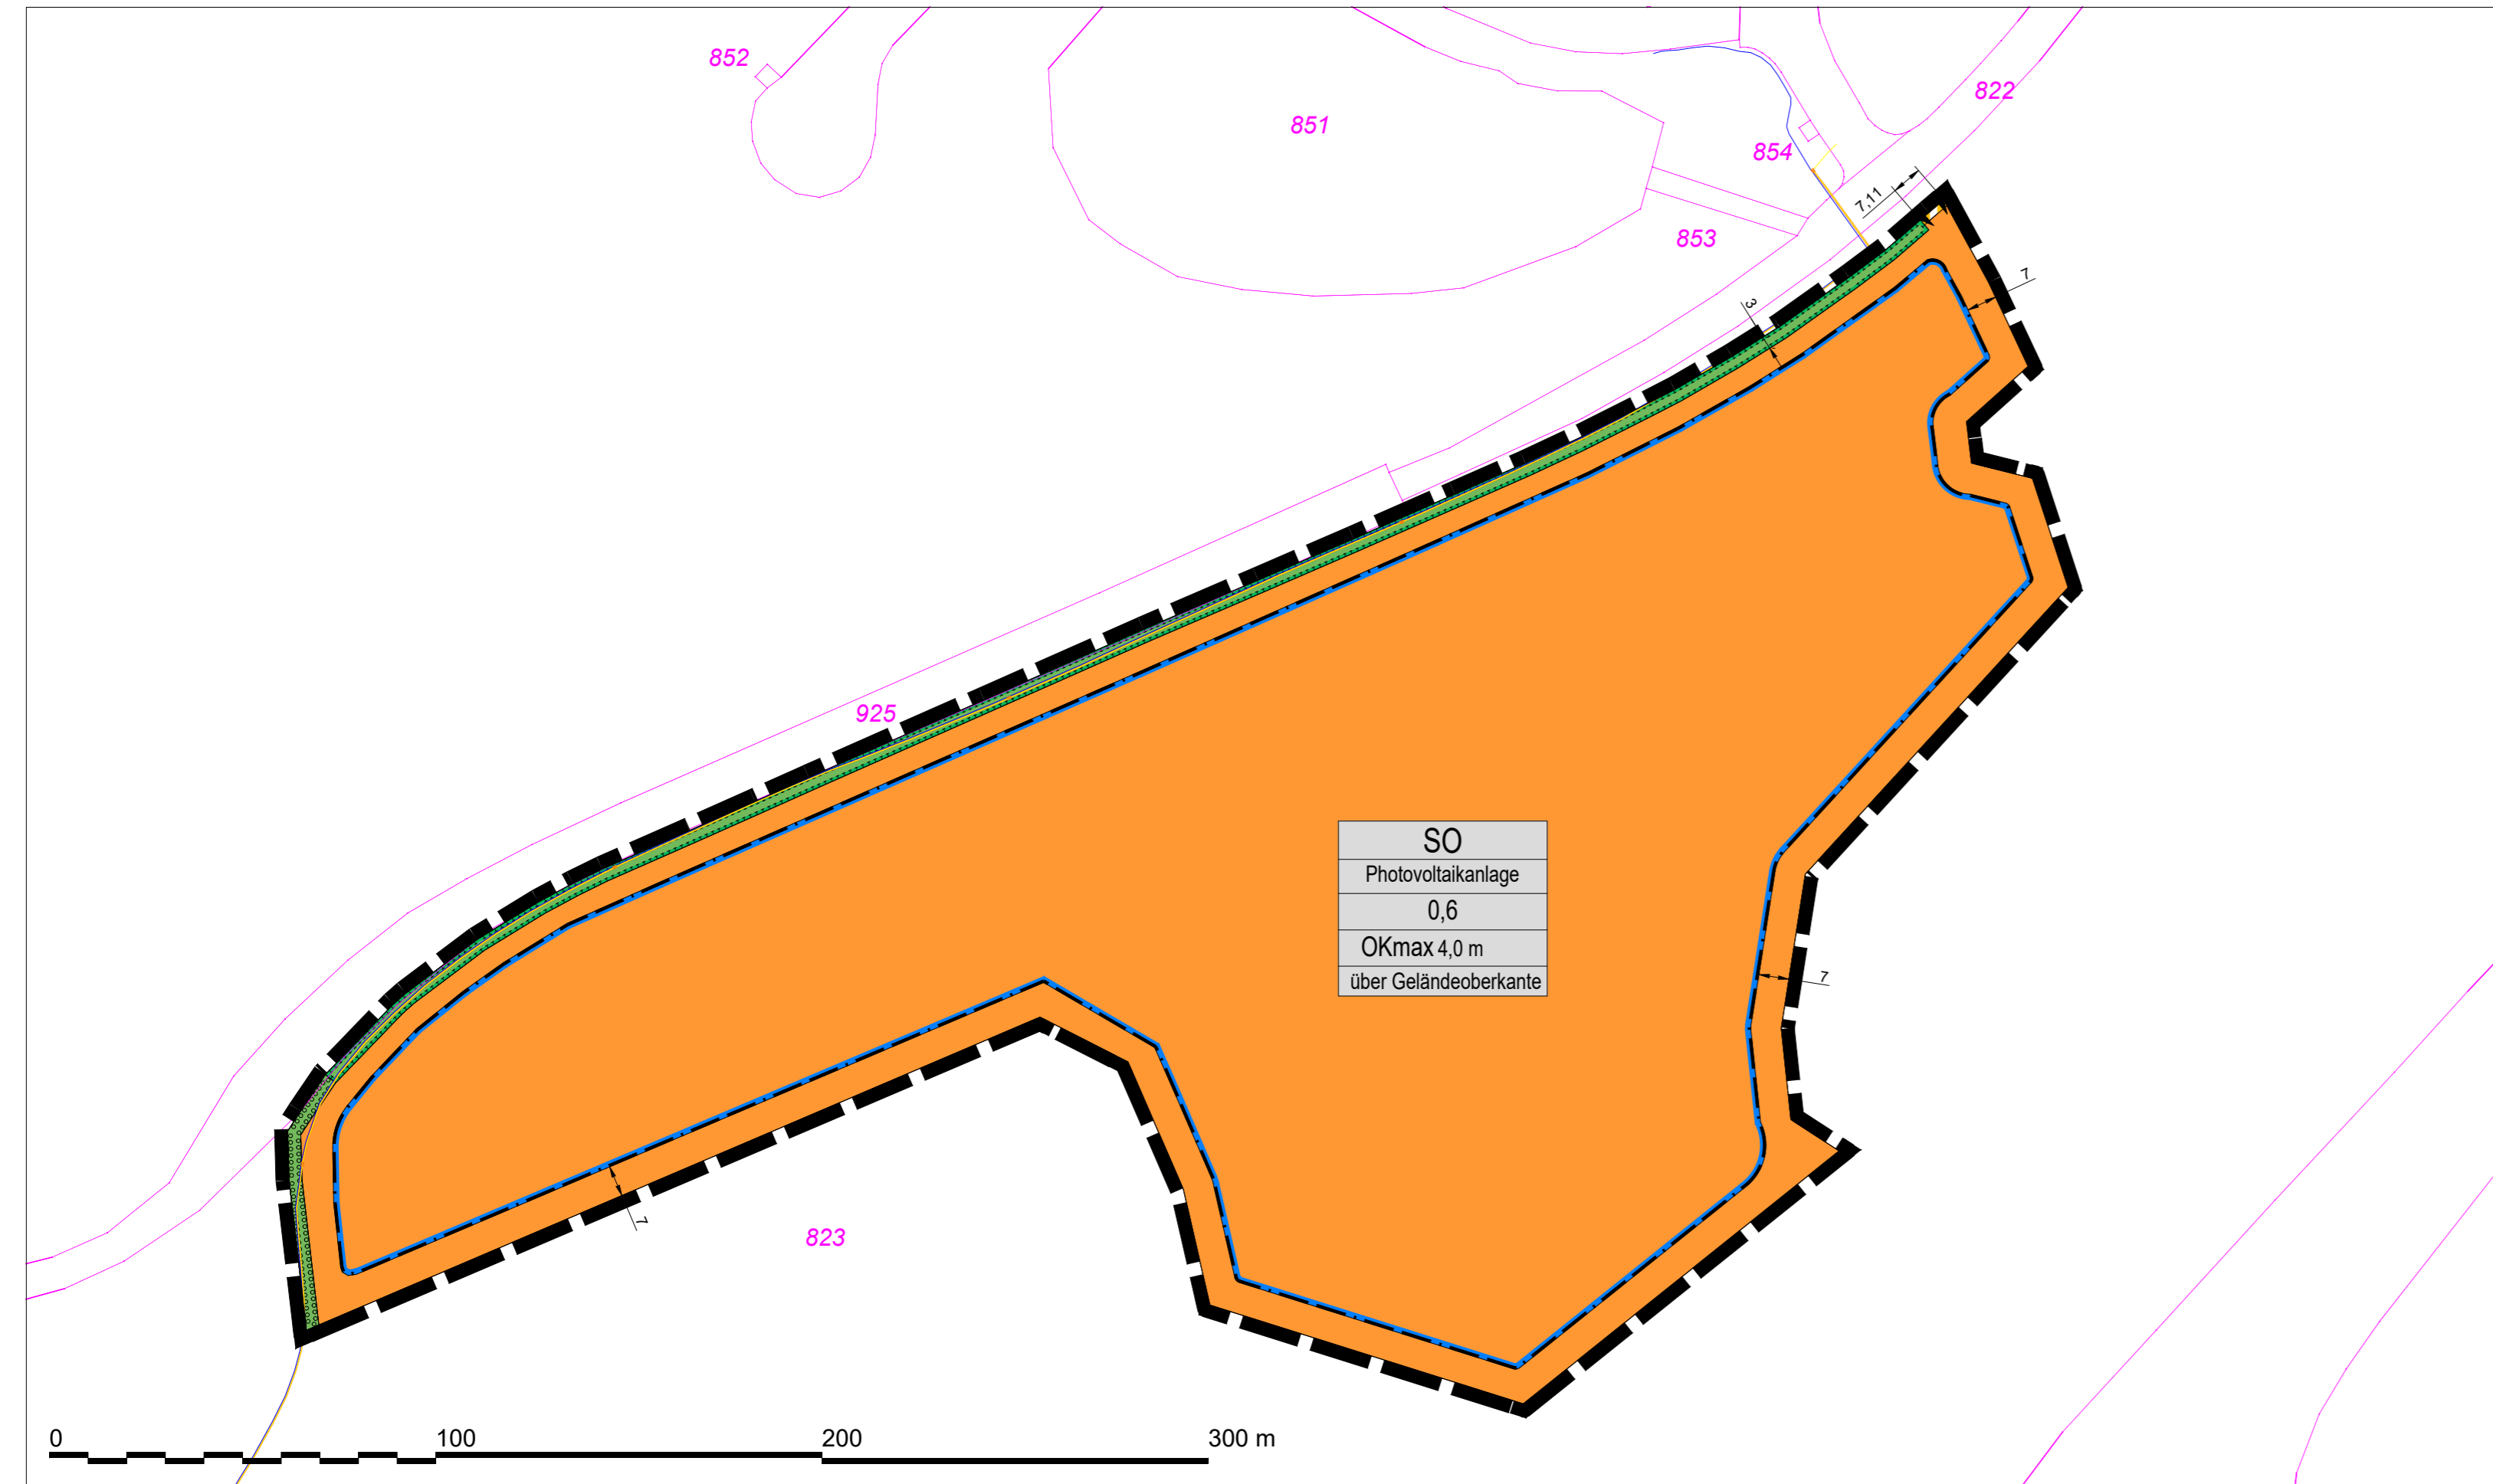 852
851
822
854
853
7,11
7
3
925
SO
Photovoltaikanlage
0,6
OKmax 4,0 m
über Geländeoberkante
7
7
823
0 100 200 300 m